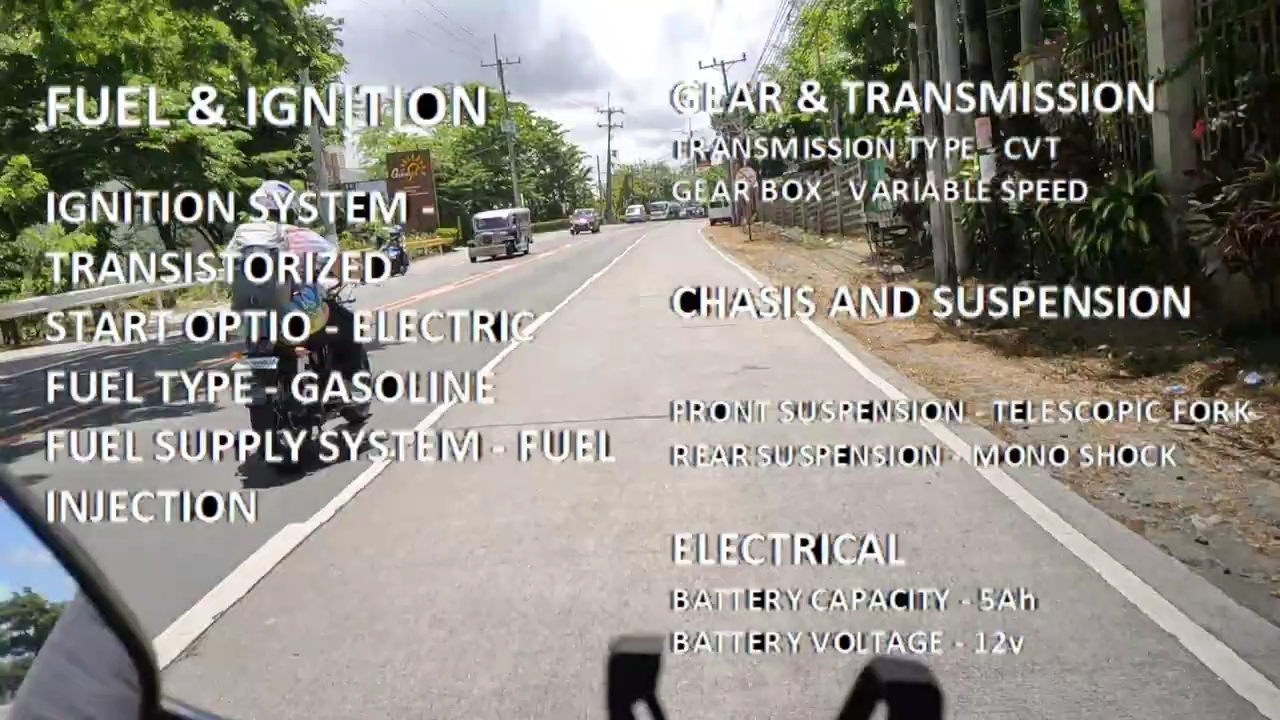 FUEL & IGNITION
IGNITION SYSTEM -
TRANSISTORIZED
START OPTIO - ELECTRIC
FUEL TYPE - GASOLINE
FUEL SUPPLY SYSTEM - FUEL
INJECTION
GEAR & TRANSMISSION
TRANSMISSION TYPE - CVT
GEAR BOX - VARIABLE SPEED
CHASIS AND SUSPENSION
FRONT SUSPENSION - TELESCOPIC FORK
REAR SUSPENSION - MONO SHOCK
ELECTRICAL
BATTERY CAPACITY - 5Ah
BATTERY VOLTAGE - 12v